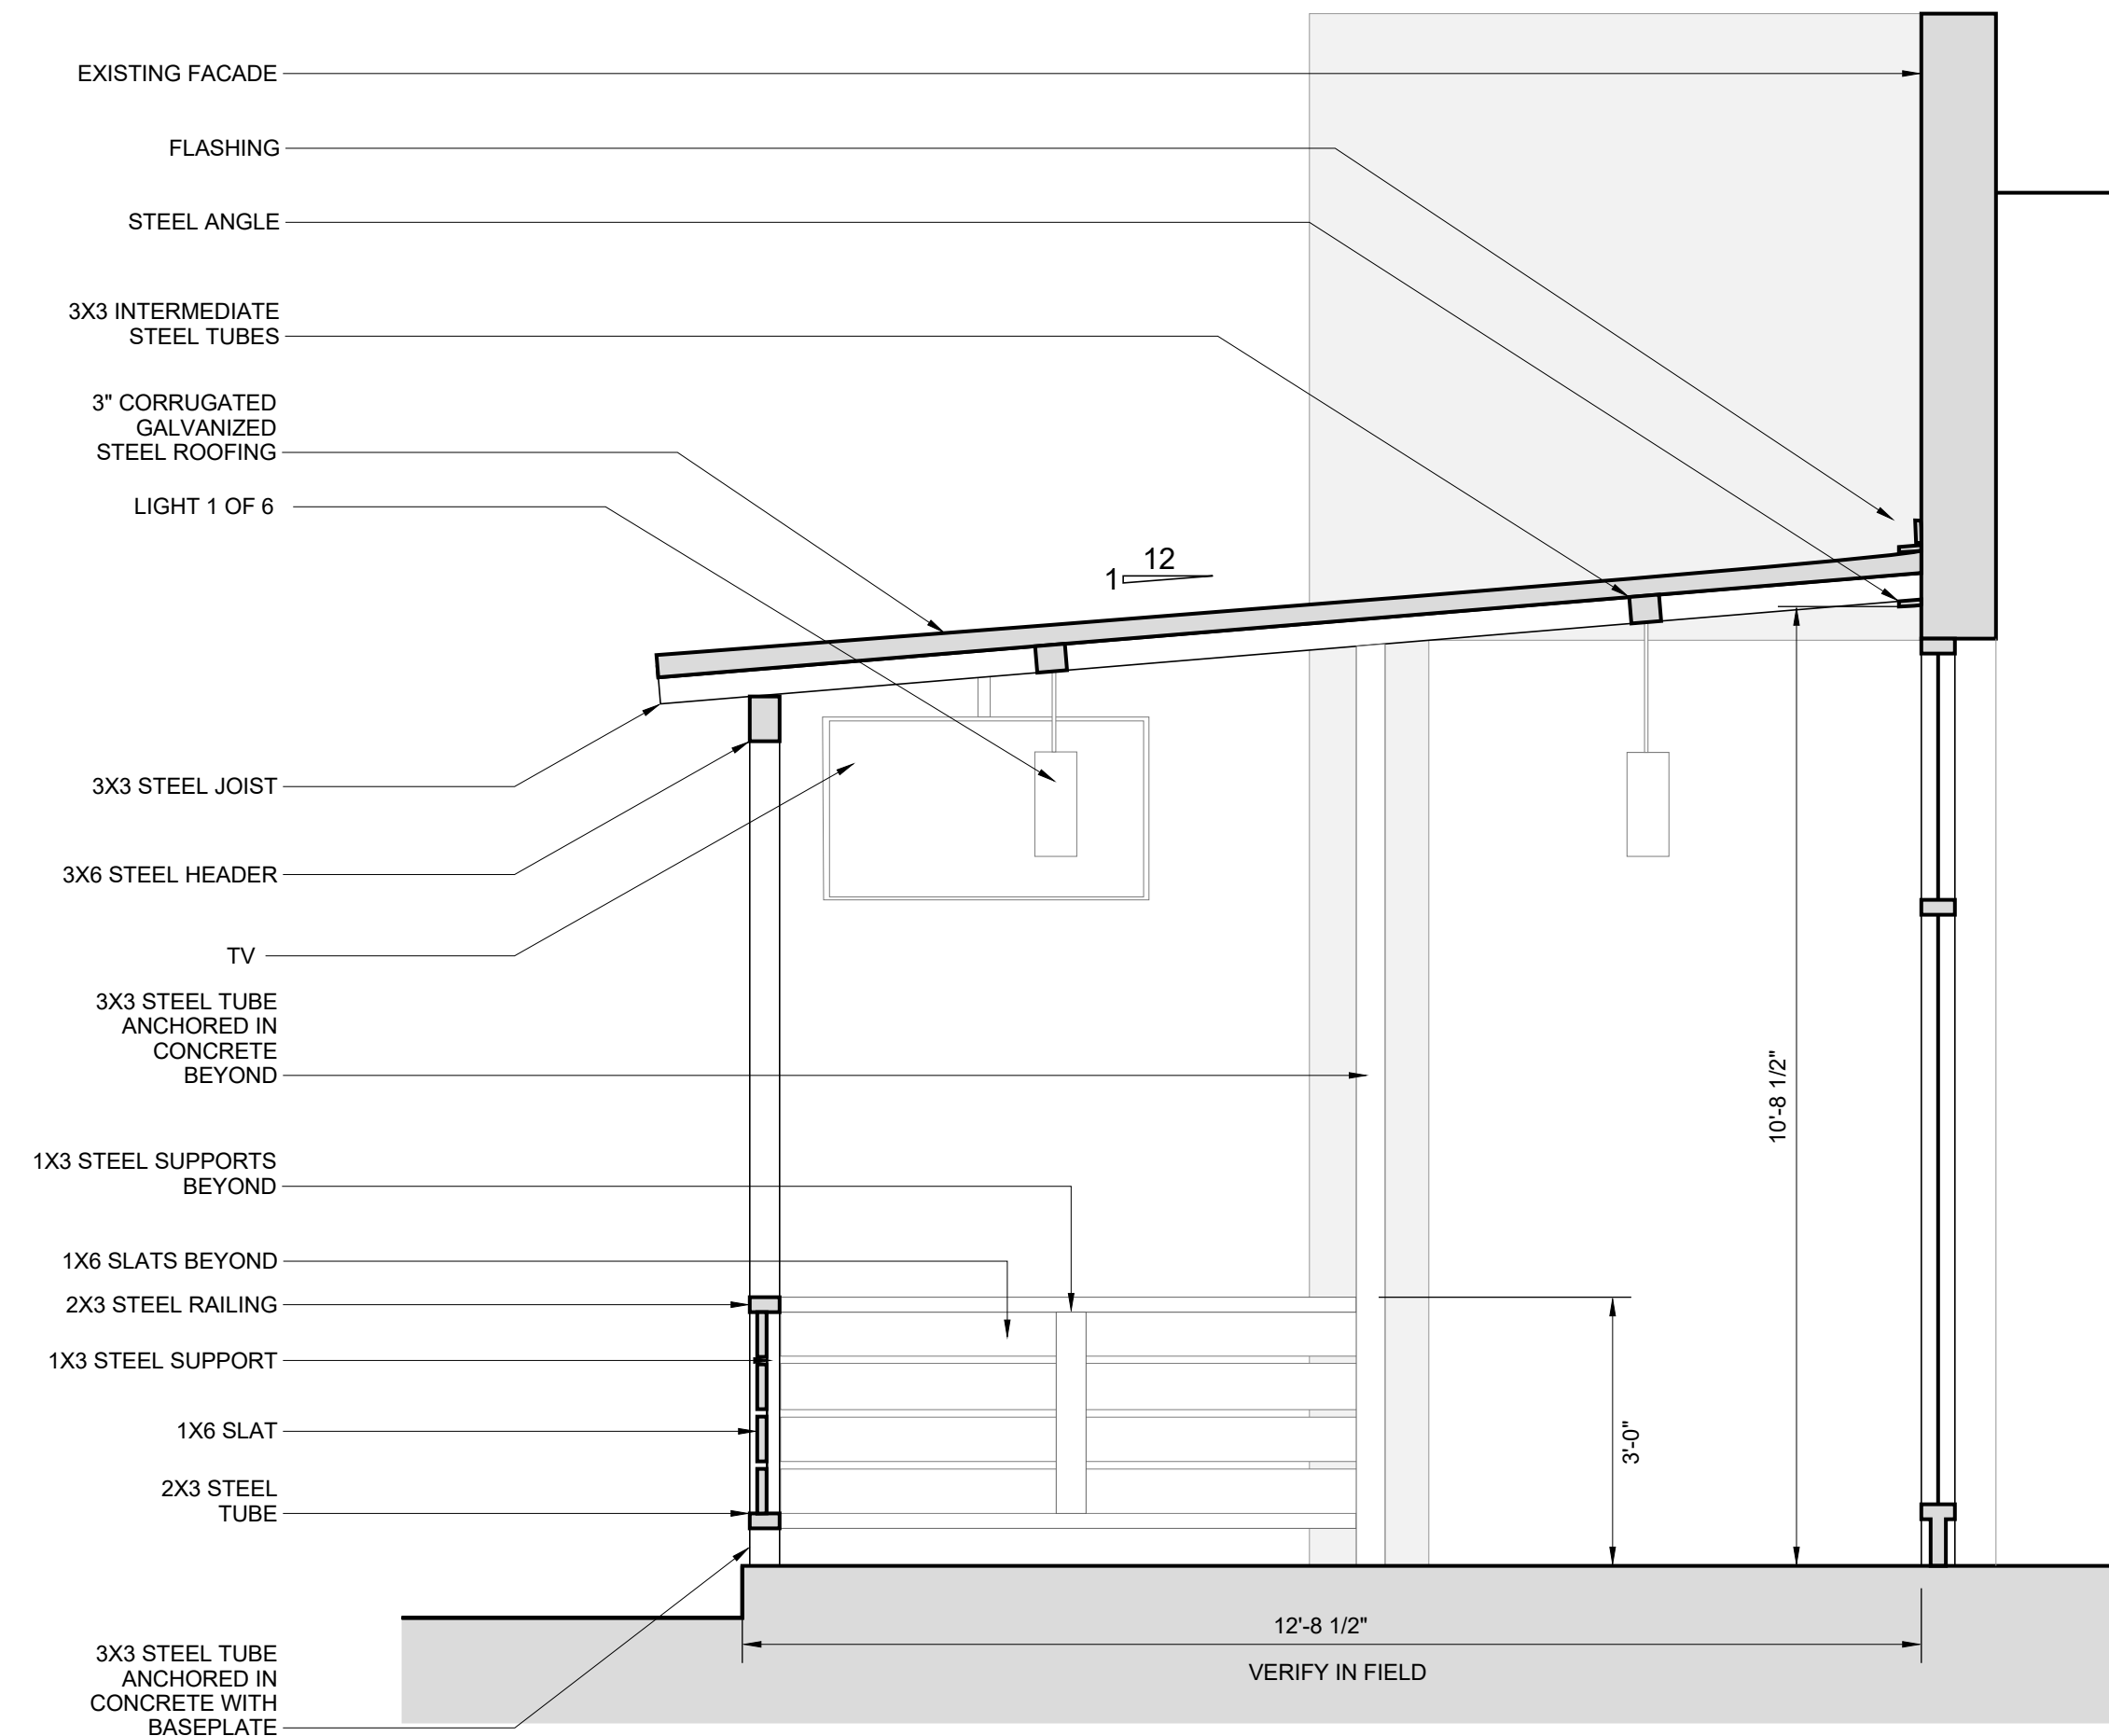 EXISTING FACADE
FLASHING
STEEL ANGLE
3X3 INTERMEDIATE
STEEL TUBES
3" CORRUGATED
GALVANIZED
STEEL ROOFING
LIGHT 1 OF 6
12
1
3X3 STEEL JOIST
3X6 STEEL HEADER
TV
3X3 STEEL TUBE
ANCHORED IN
CONCRETE
BEYOND
10'-8 1/2"
1X3 STEEL SUPPORTS
BEYOND
1X6 SLATS BEYOND
2X3 STEEL RAILING
1X3 STEEL SUPPORT
1X6 SLAT
3'-0"
2X3 STEEL
TUBE
12'-8 1/2"
VERIFY IN FIELD
3X3 STEEL TUBE
ANCHORED IN
CONCRETE WITH
BASEPLATE